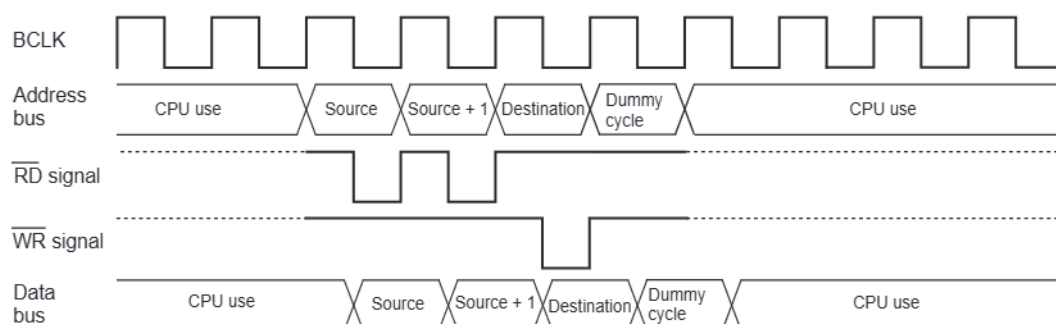 BCLK
Address
bus
CPU use
Source
Source + 1
Destination
Dummy
cycle
CPU use
RD signal
WR signal
Data
bus
CPU use
Source
Source + 1
Destination
Dummy
cycle
CPU use